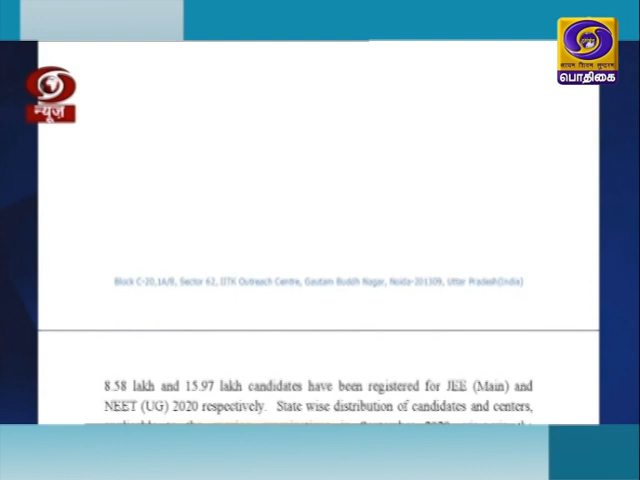 सत्यम शिवम सुन्दरम
பொதிகை
न्यूज़
Block C-20,1A/8, Sector 62, IITK Outreach Centre, Gautam Buddh Nagar, Noida-201309, Uttar Pradesh(India)
8.58 lakh and 15.97 lakh candidates have been registered for JEE (Main) and
NEET (UG) 2020 respectively. State wise distribution of candidates and centers,